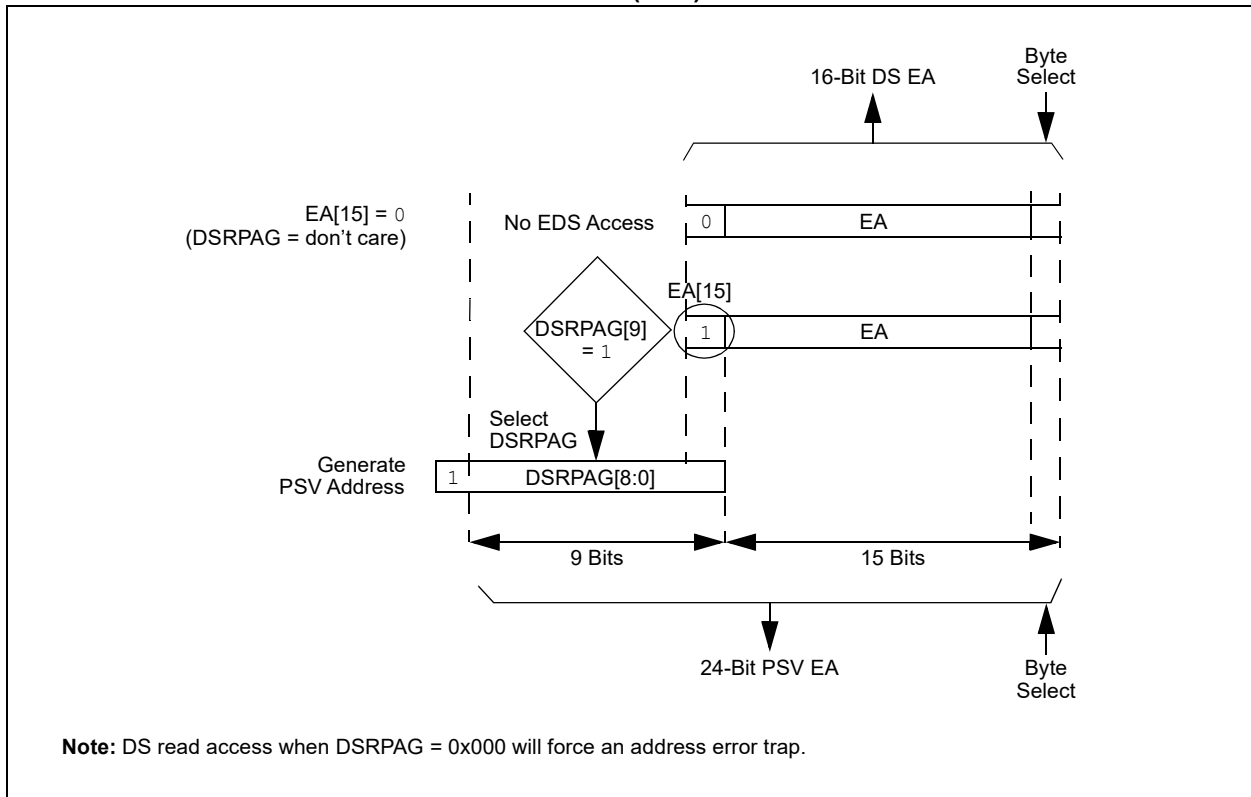 16-Bit DS EA
Byte
Select
EA[15] = 0
(DSRPAG = don't care)
No EDS Access
0
EA
EA[15]
DSRPAG[9]
= 1
1
EA
Select
DSRPAG
Generate
PSV Address
1
DSRPAG[8:0]
9 Bits
15 Bits
24-Bit PSV EA
Byte
Select
Note: DS read access when DSRPAG = 0x000 will force an address error trap.